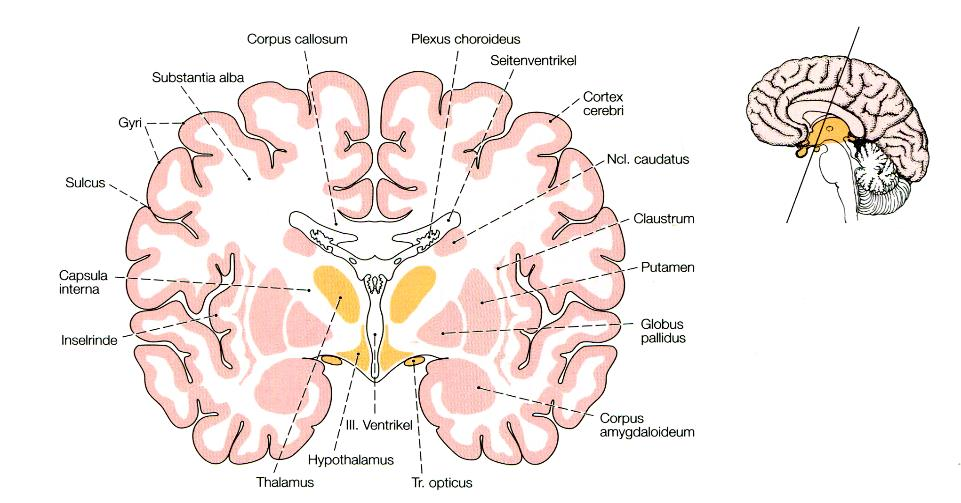 Corpus callosum
Plexus choroideus
Seitenventrikel
Substantia alba
Cortex
cerebri
Gyri
Ncl. caudatus
Sulcus
Claustrum
Capsula
interna
Putamen
Inselrinde
Globus
pallidus
III. Ventrikel
Corpus
amygdaloideum
Hypothalamus
Thalamus
Tr. opticus